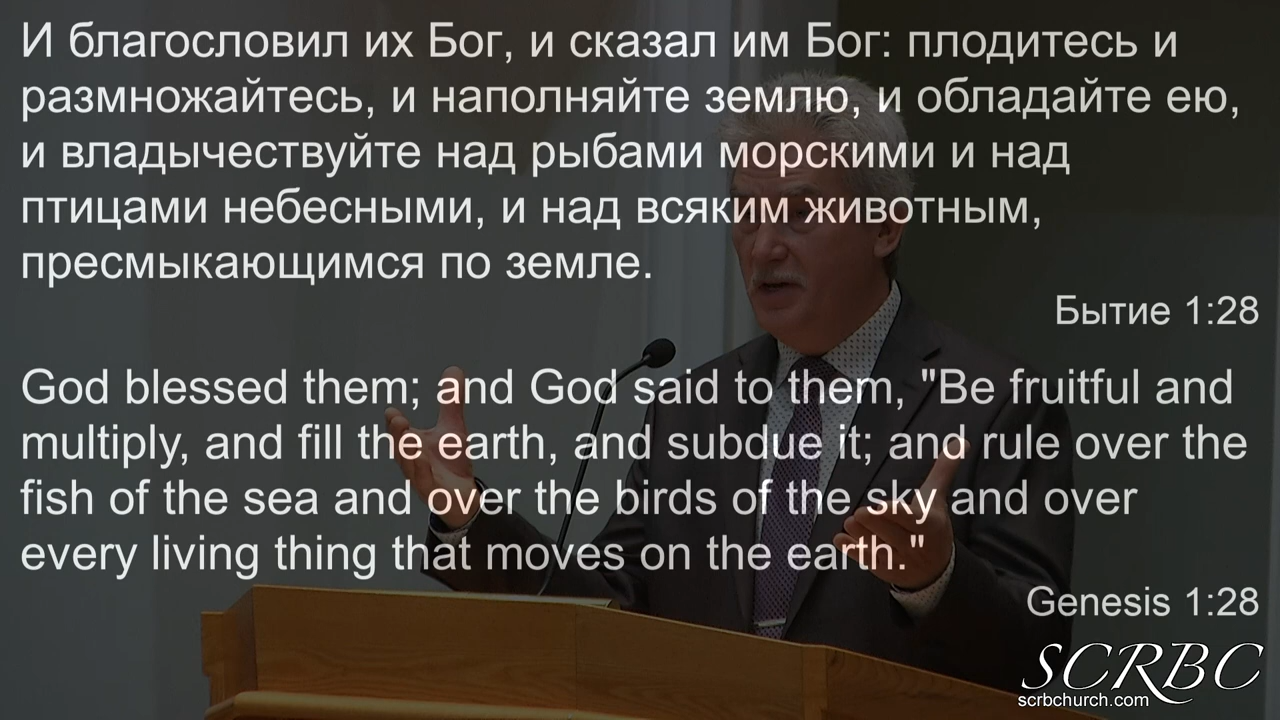 И благословил их Бог, и сказал им Бог: плодитесь и
размножайтесь, и наполняйте землю, и обладайте ею,
и владычествуйте над рыбами морскими и над
птицами небесными, и над всяким животным,
пресмыкающимся по земле.
Бытие 1:28
God blessed them; and God said to them, "Be fruitful and
multiply, and fill the earth, and subdue it; and rule over the
fish of the sea and over the birds of the sky and over
every living thing that moves on the earth."
Genesis 1:28
SCRBC
scrbchurch.com